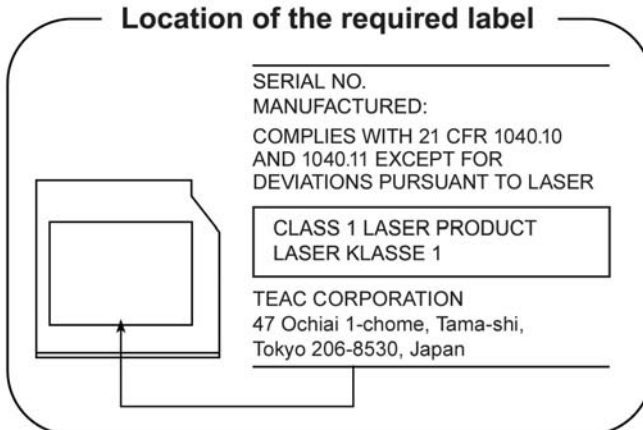 Location of the required label
SERIAL NO.
MANUFACTURED:
COMPLIES WITH 21 CFR 1040.10
AND 1040.11 EXCEPT FOR
DEVIATIONS PURSUANT TO LASER
CLASS 1 LASER PRODUCT
LASER KLASSE 1
TEAC CORPORATION
47 Ochiai 1-chome, Tama-shi,
Tokyo 206-8530, Japan